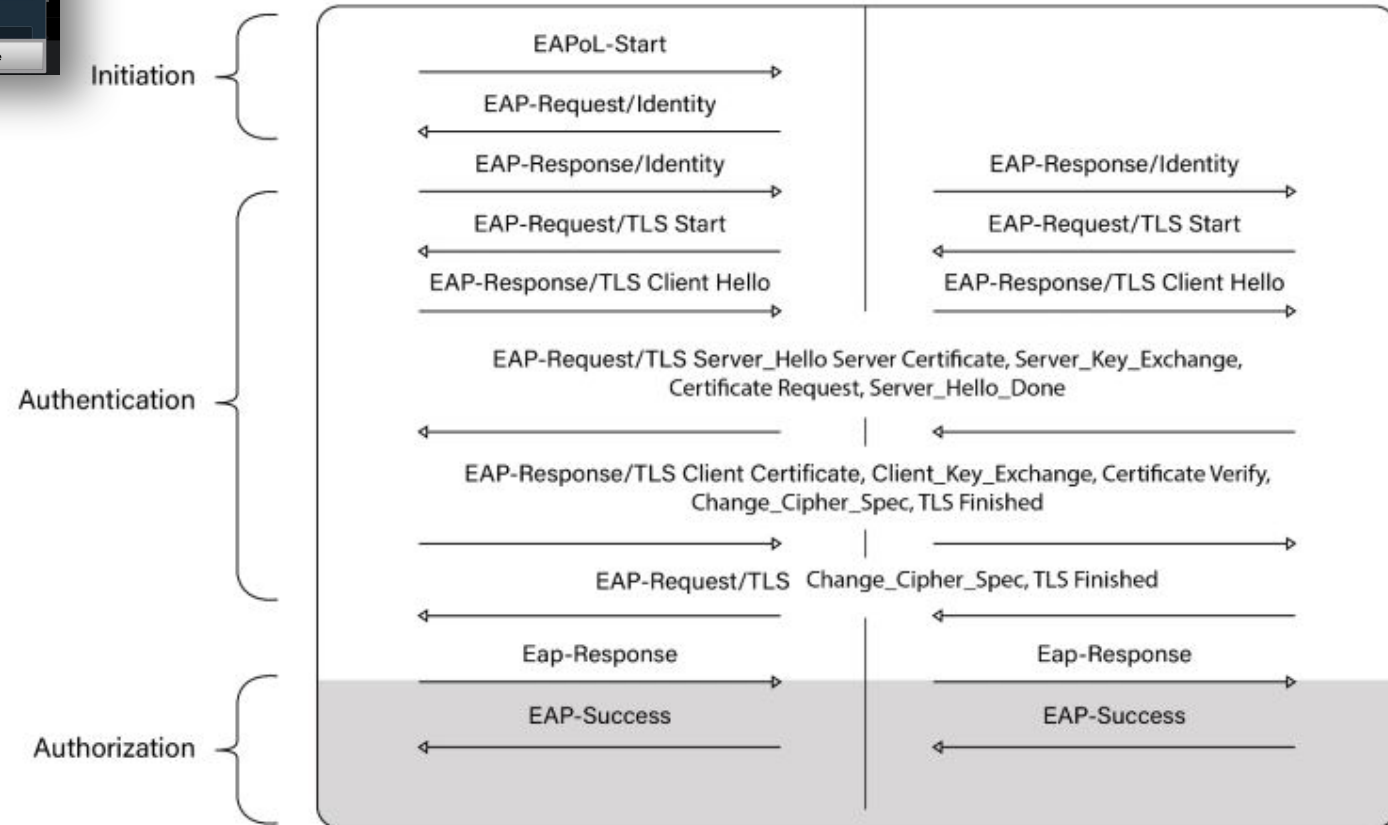 Initiation
EAPoL-Start
EAP-Request/Identity
EAP-Response/Identity EAP-Response/Identity
EAP-Request/TLS Start EAP-Request/TLS Start
EAP-Response/TLS Client Hello EAP-Response/TLS Client Hello
Authentication
EAP-Request/TLS Server_Hello Server Certificate, Server_Key_Exchange,
Certificate Request, Server_Hello_Done
EAP-Response/TLS Client Certificate, Client_Key_Exchange, Certificate Verify,
Change_Cipher_Spec, TLS Finished
EAP-Request/TLS Change_Cipher_Spec, TLS Finished
Eap-Response Eap-Response
Authorization
EAP-Success EAP-Success